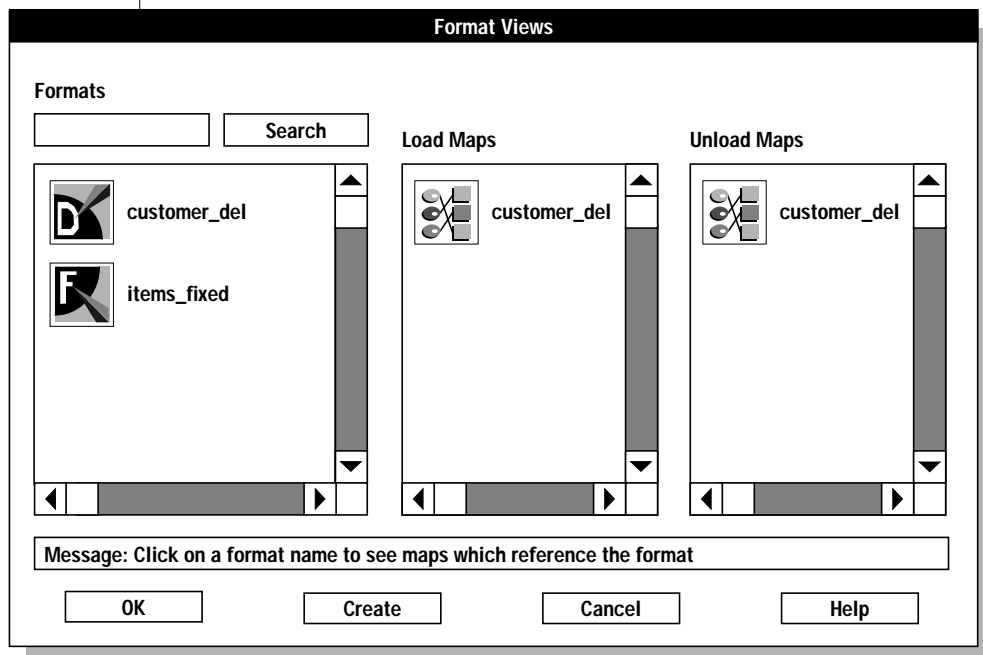 Format Views
Formats
Search
Load Maps
Unload Maps
D customer_del
F items_fixed
customer_del
customer_del
Message: Click on a format name to see maps which reference the format
OK Create Cancel Help